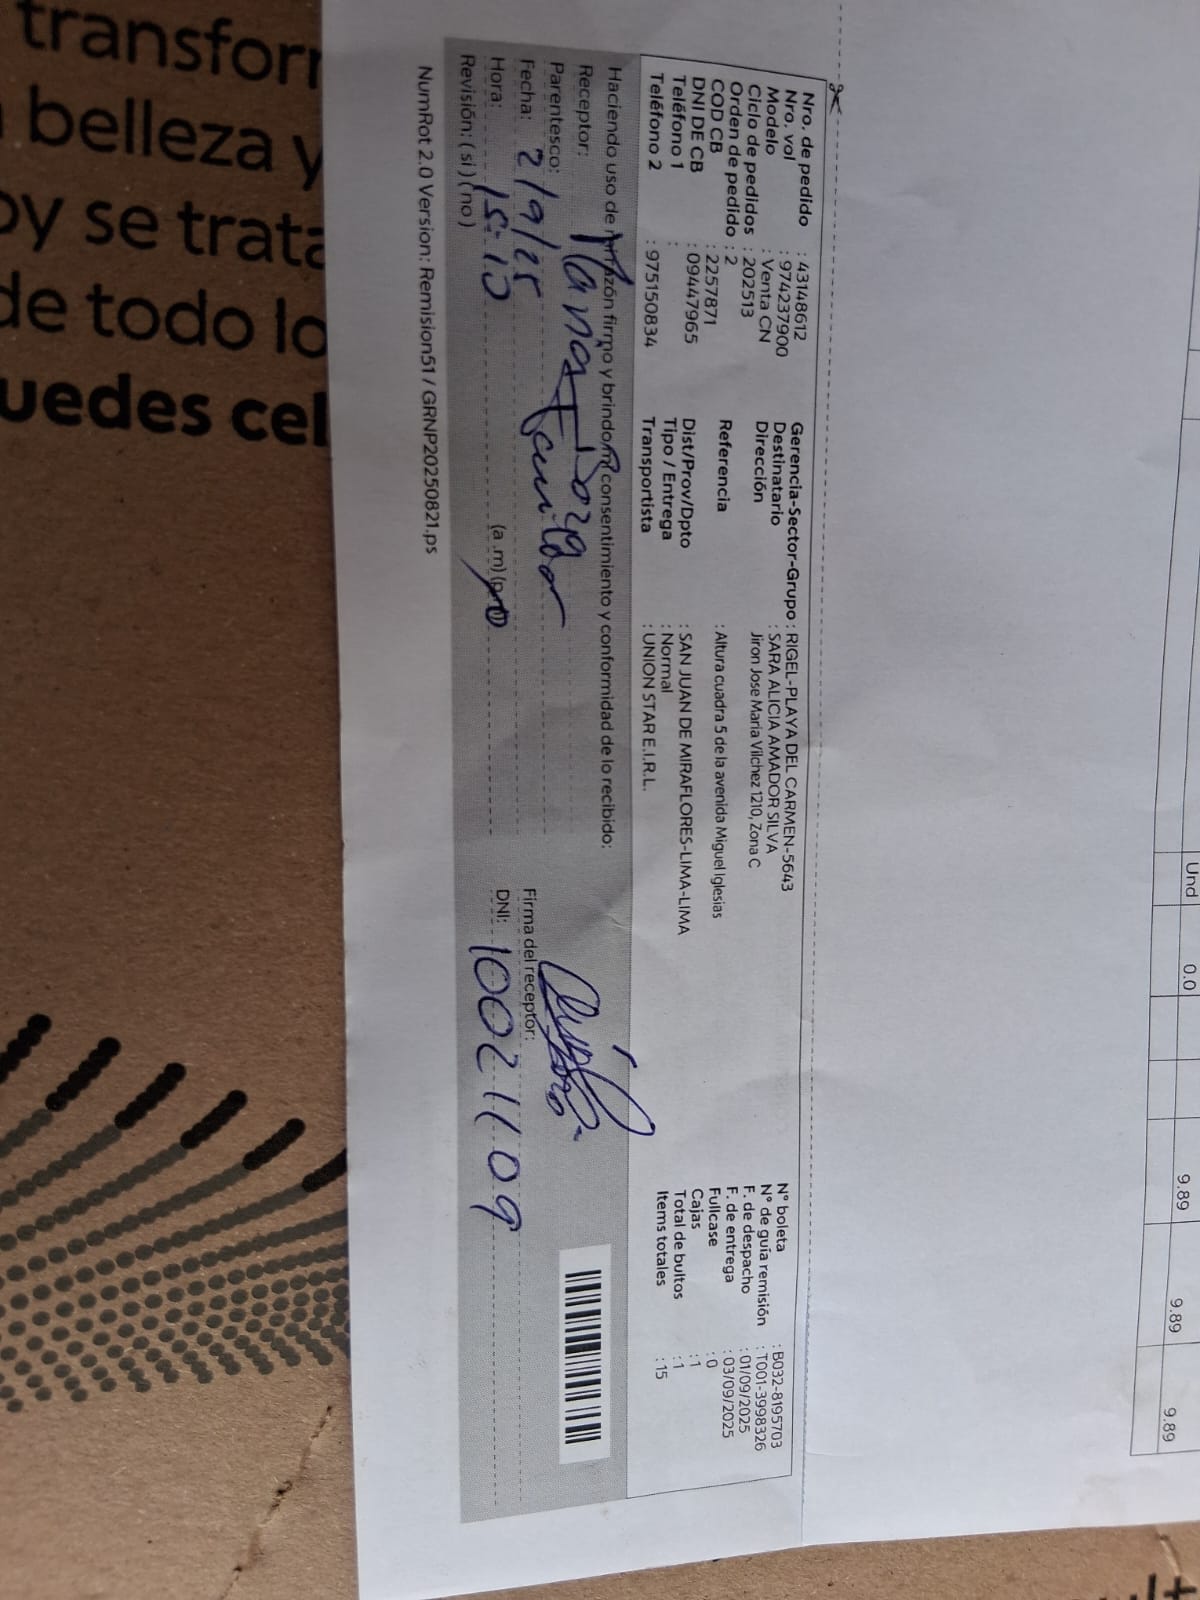 Und 0.0 9.89 9.89 9.89
Nro. de pedido : 43148612
Nro. vol : 974237900
Modelo : Venta CN
Ciclo de pedidos : 202513
Orden de pedido : 2
COD CB : 2257871
DNI DE CB : 09447965
Teléfono 1 :
Teléfono 2 : 975150834
Gerencia-Sector-Grupo : RIGEL-PLAYA DEL CARMEN-5643
Destinatario : SARA ALICIA AMADOR SILVA
Dirección Jiron Jose Maria Vilchez 1210, Zona C
Referencia : Altura cuadra 5 de la avenida Miguel Iglesias
Dist/Prov/Dpto : SAN JUAN DE MIRAFLORES-LIMA-LIMA
Tipo / Entrega : Normal
Transportista : UNION STAR E.I.R.L.
N° boleta : B032-8195703
N° de guía remisión : T001-3998326
F. de despacho : 01/09/2025
F. de entrega : 03/09/2025
Fullcase : 0
Cajas : 1
Total de bultos : 1
Items totales : 15
Haciendo uso de mi razón firmo y brindo mi consentimiento y conformidad de lo recibido:
Receptor:
Parentesco: Familiar
Fecha: 2/9/25
Hora: 15:10 (a .m) (p
Revisión: ( si ) ( no )
Firma del receptor:
DNI: 10021109
NumRot 2.0 Version: Remision51 / GRNP20250821.ps
transfor
belleza y
oy se trata
de todo lo
uedes cel